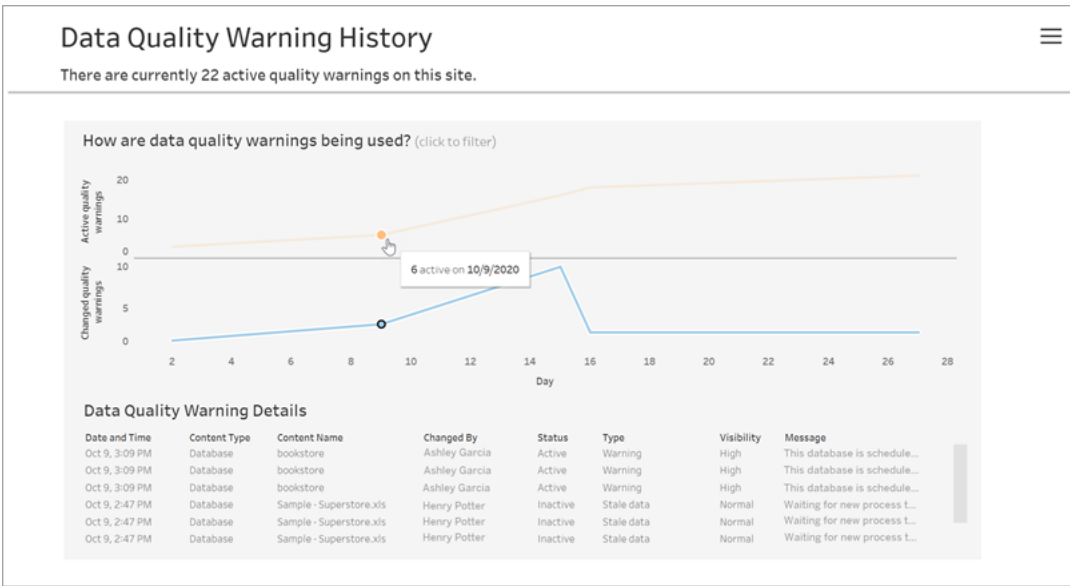 Data Quality Warning History
There are currently 22 active quality warnings on this site.
How are data quality warnings being used? (click to filter)
Active quality
warnings
20
10
0
6 active on 10/9/2020
Changed quality
warnings
10
5
0
2 4 6 8 10 12 14 16 18 20 22 24 26 28
Day
Data Quality Warning Details
Date and Time Content Type Content Name Changed By Status Type Visibility Message
Oct 9, 3:09 PM Database bookstore Ashley Garcia Active Warning High This database is schedule...
Oct 9, 3:09 PM Database bookstore Ashley Garcia Active Warning High This database is schedule...
Oct 9, 3:09 PM Database bookstore Ashley Garcia Active Warning High This database is schedule...
Oct 9, 2:47 PM Database Sample - Superstore.xls Henry Potter Inactive Stale data Normal Waiting for new process t...
Oct 9, 2:47 PM Database Sample - Superstore.xls Henry Potter Inactive Stale data Normal Waiting for new process t...
Oct 9, 2:47 PM Database Sample - Superstore.xls Henry Potter Inactive Stale data Normal Waiting for new process t...